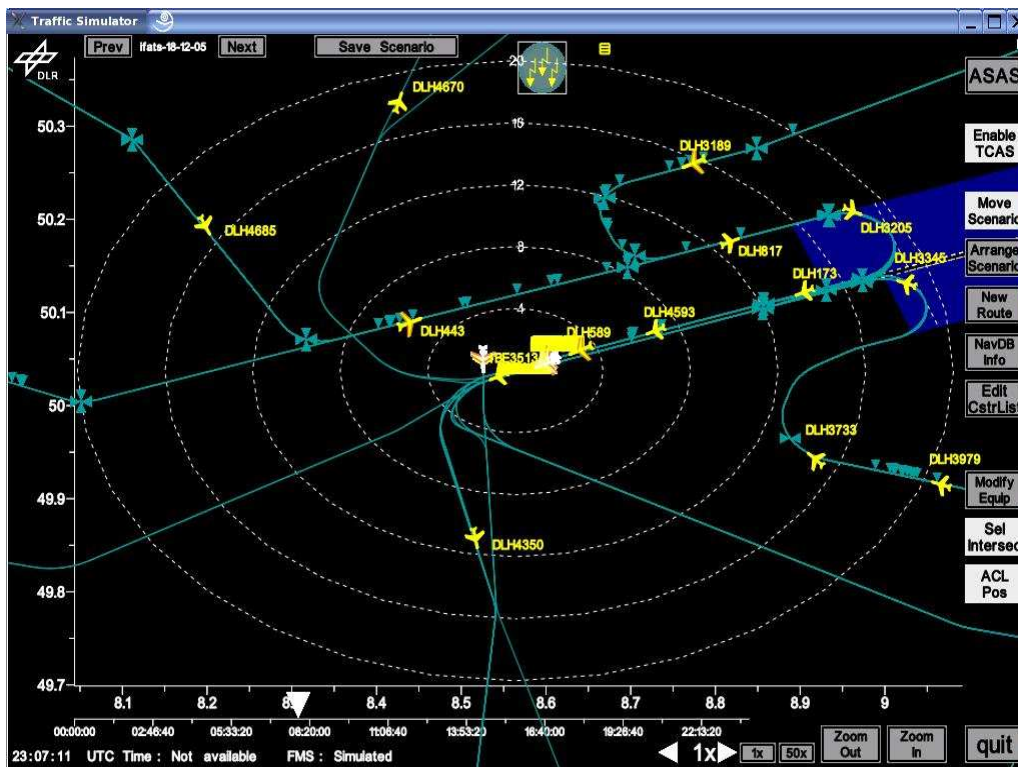 Traffic Simulator
Prev ifats-18-12-05 Next Save Scenario
DLR
ASAS
Enable TCAS
Move Scenario
Arrange Scenario
New Route
NavDB Info
Edit CstrList
Modify Equip
Sel Intersec
ACL Pos
quit
20
16
12
8
4
DLH4670
DLH3189
DLH4685
DLH817
DLH3205
DLH3345
DLH173
DLH443
DLH4593
DLH589
DLH3733
DLH3979
DLH4350
50.3
50.2
50.1
50
49.9
49.8
49.7
8.1 8.2 8.4 8.5 8.6 8.7 8.8 8.9 9
00:00:00 02:46:40 05:33:20 08:20:00 11:06:40 13:53:20 16:40:00 19:26:40 22:13:20
23:07:11 UTC Time : Not available FMS: Simulated 1x 1x 50x Zoom Out Zoom In